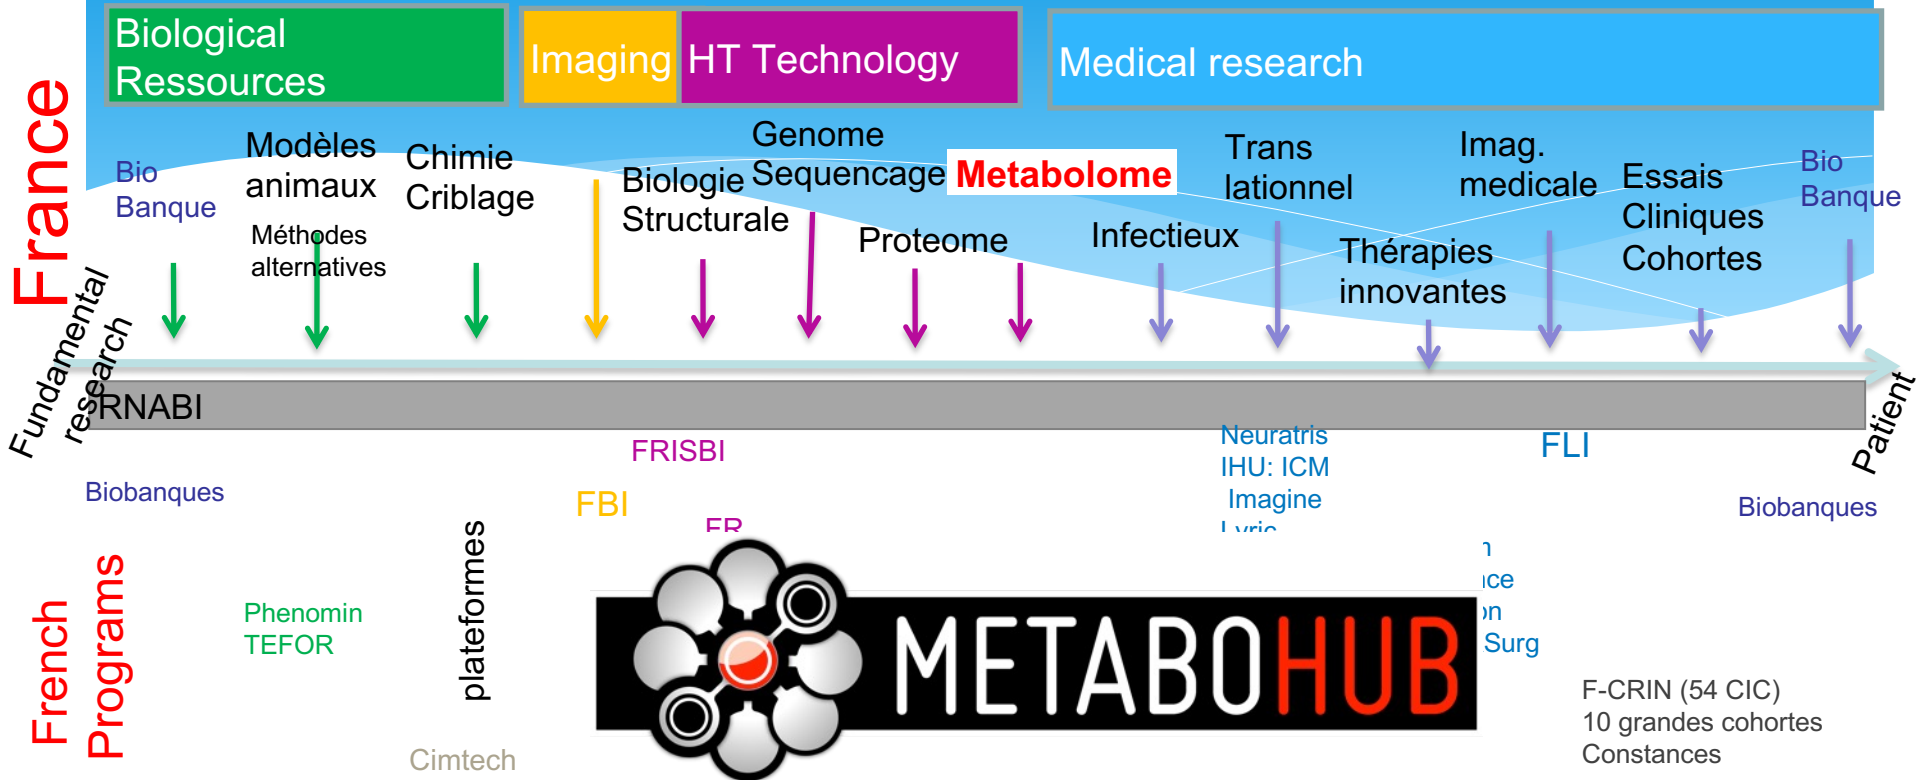 Biological
Ressources
Imaging
HT Technology
Medical research
France
Bio
Banque
Modèles
animaux
Méthodes
alternatives
Chimie
Criblage
Biologie
Structurale
Genome
Sequencage
Proteome
Metabolome
Infectieux
Trans
lationnel
Thérapies
innovantes
Imag.
medicale
Essais
Cliniques
Cohortes
Bio
Banque
Fundamental
research
Patient
RNABI
French
Programs
Biobanques
Phenomin
TEFOR
plateformes
Cimtech
FBI
FRISBI
FR
METABOHUB
Neuratris
IHU: ICM
Imagine
Lyric
Surg
FLI
Biobanques
F-CRIN (54 CIC)
10 grandes cohortes
Constances